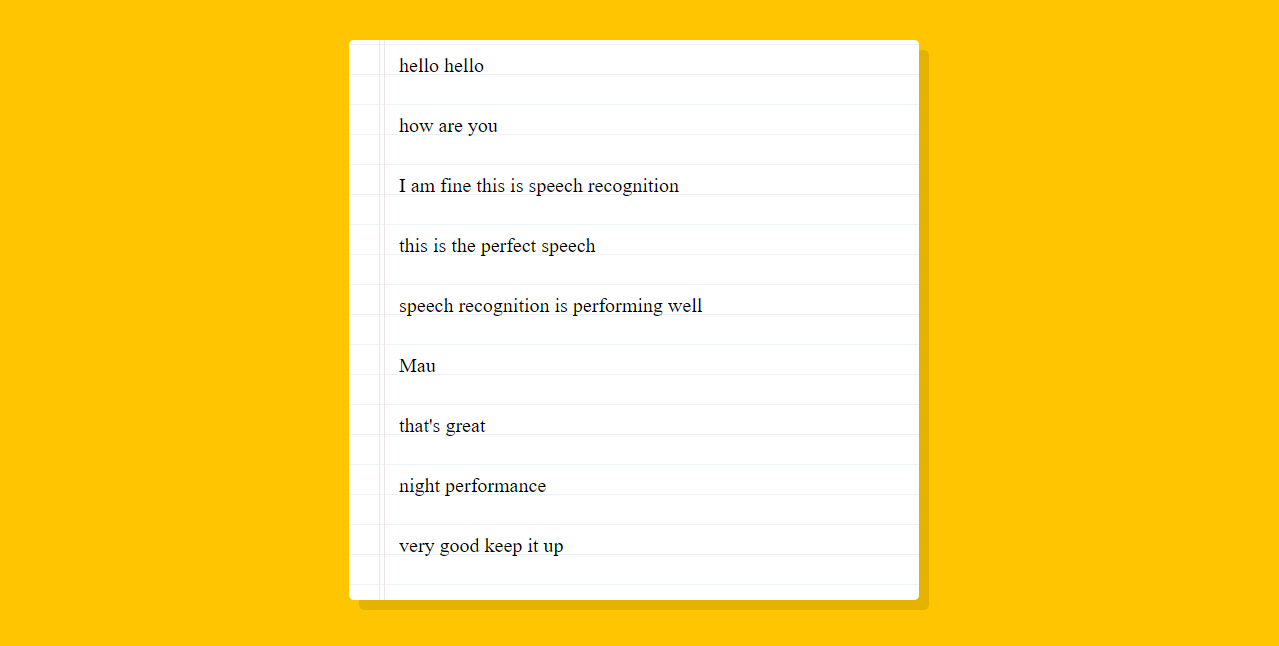 hello hello
how are you
I am fine this is speech recognition
this is the perfect speech
speech recognition is performing well
Mau
that's great
night performance
very good keep it up